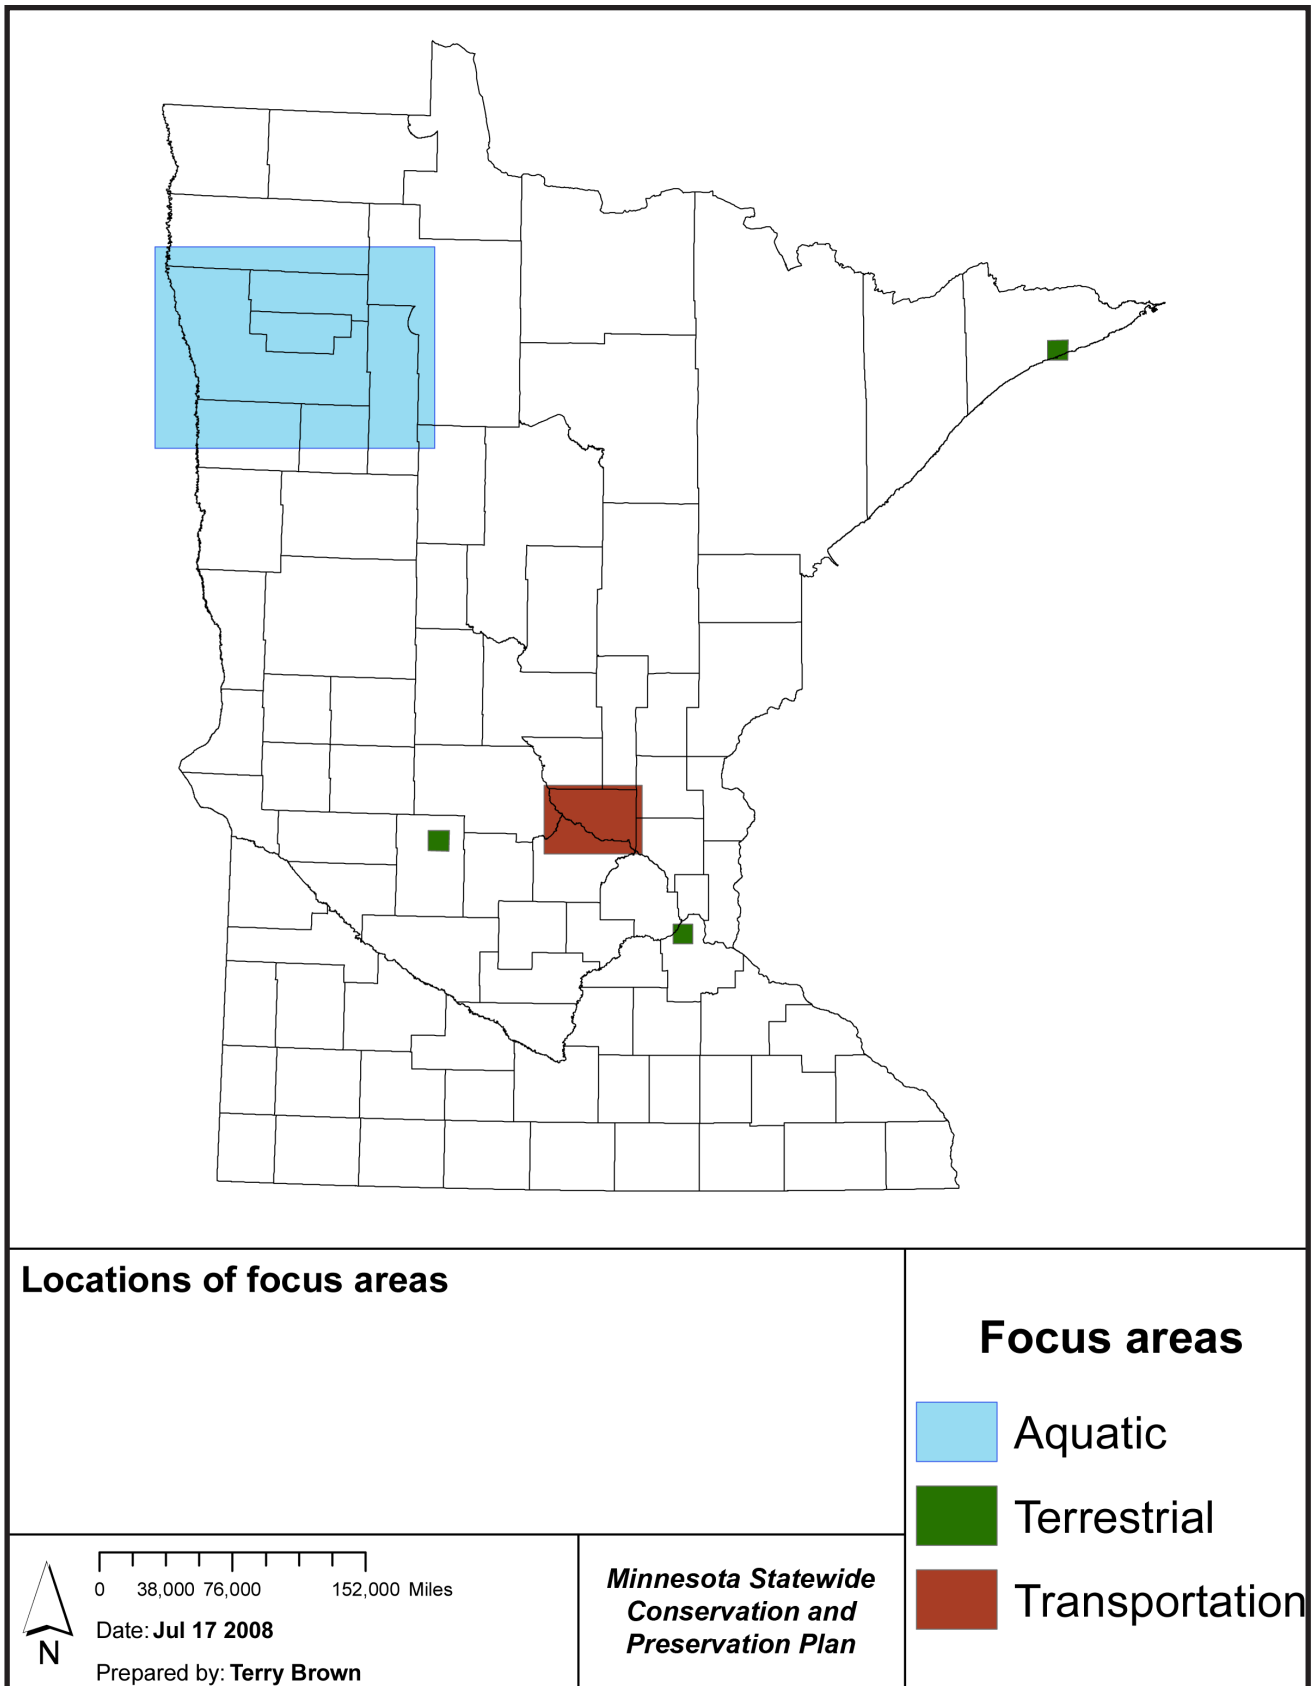 Locations of focus areas
Focus areas
Aquatic
Terrestrial
Transportation
0 38,000 76,000 152,000 Miles
N
Date: Jul 17 2008
Prepared by: Terry Brown
Minnesota Statewide
Conservation and
Preservation Plan